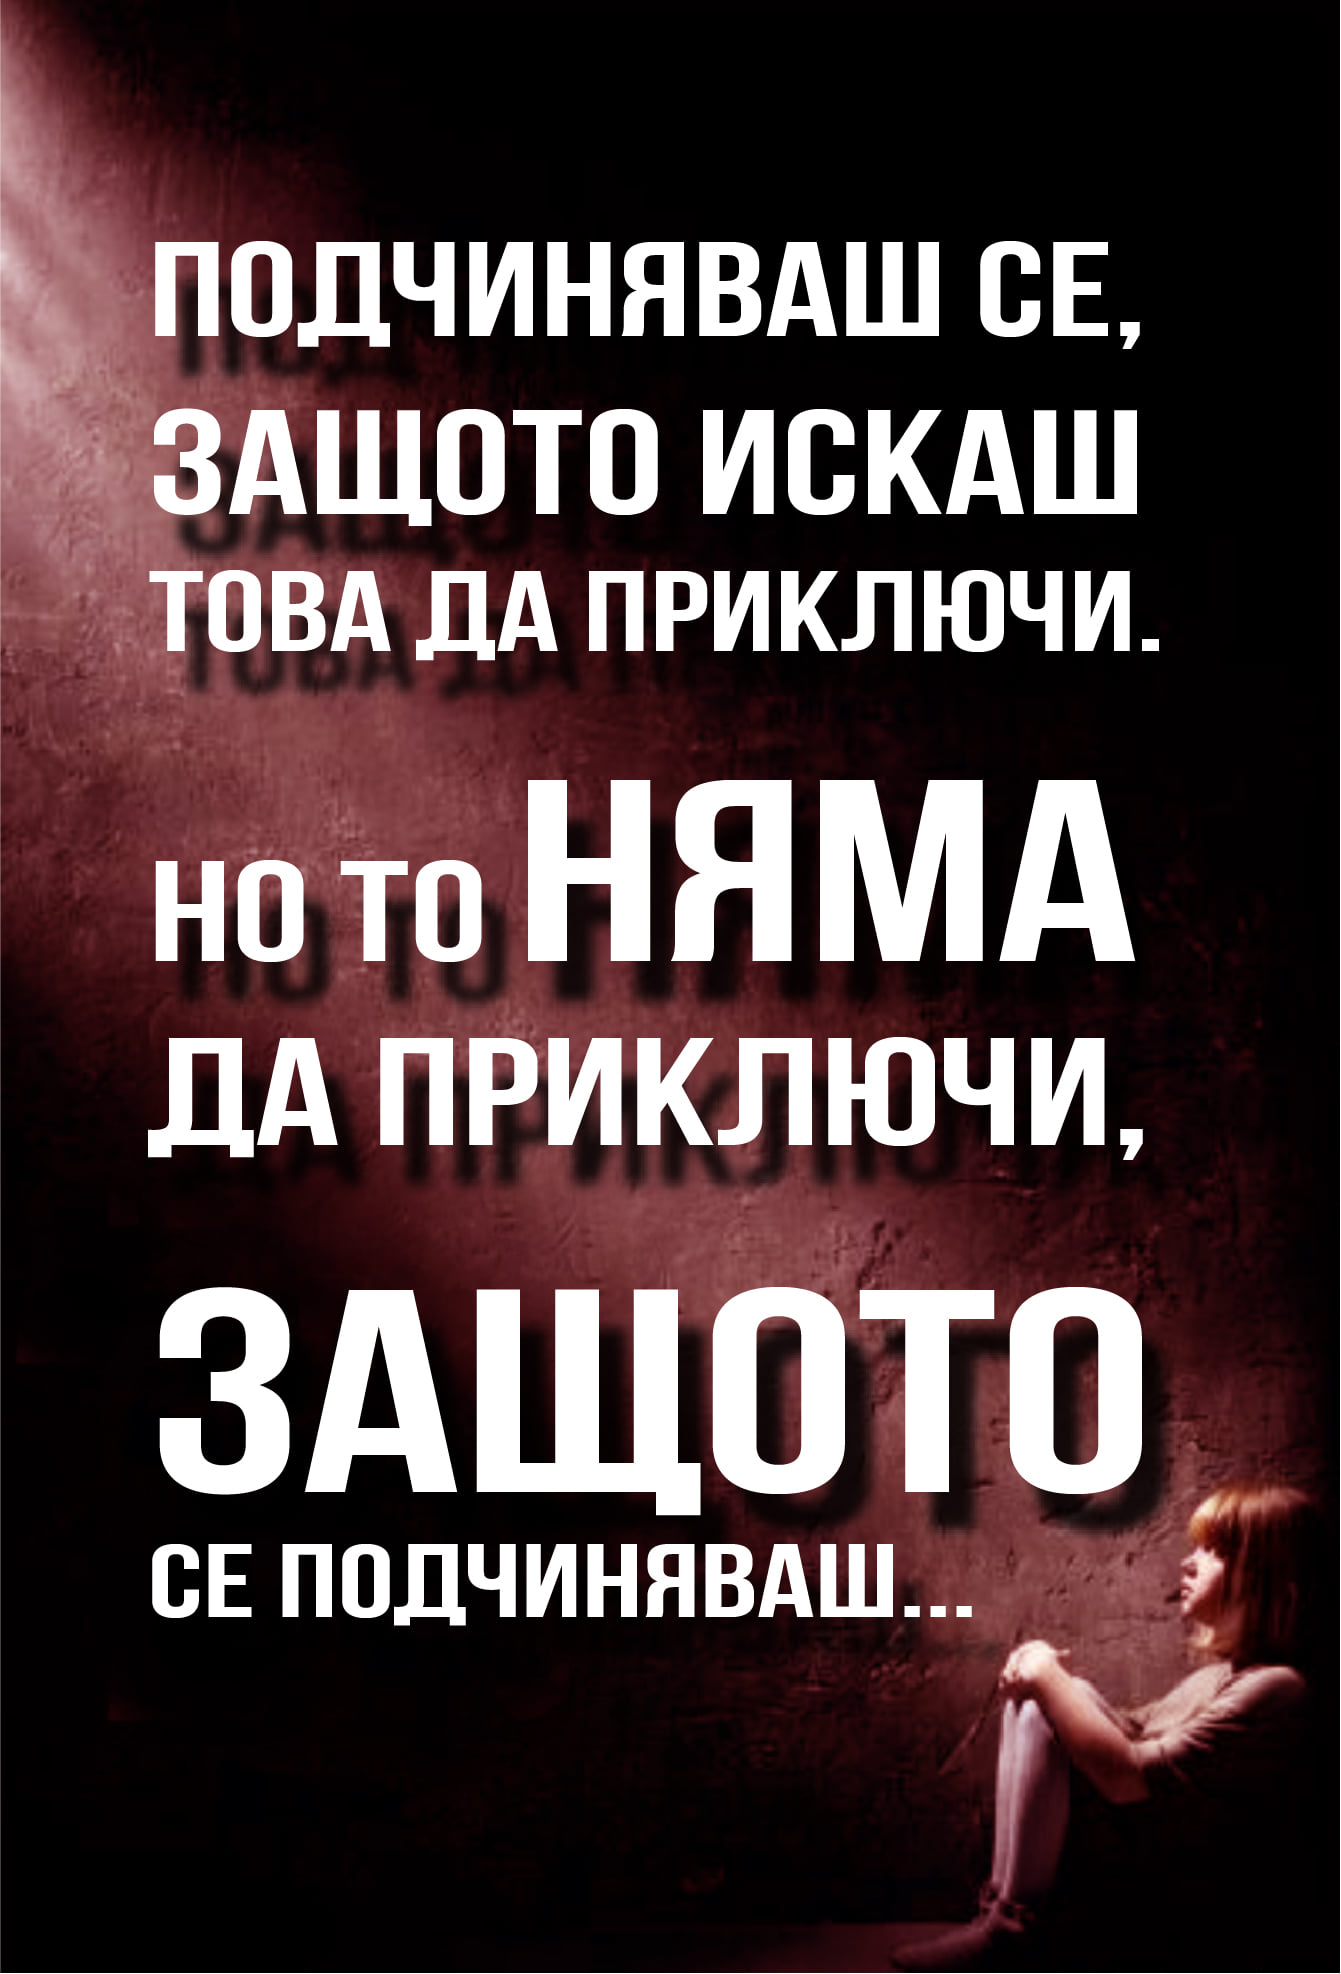 ПОДЧИНЯВАШ СЕ,
ЗАЩОТО ИСКАШ
ТОВА ДА ПРИКЛЮЧИ.
НО ТО НЯМА
ДА ПРИКЛЮЧИ,
ЗАЩОТО
СЕ ПОДЧИНЯВАШ...